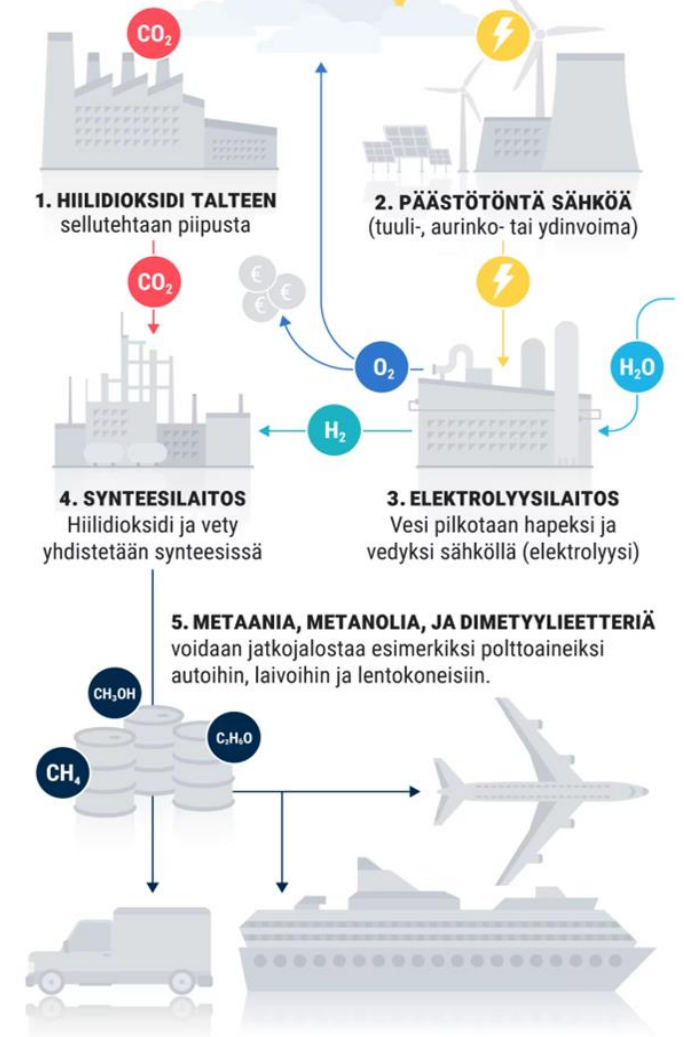 CO₂
1. HIILIDIOKSIDI TALTEEN
sellutehtaan piipusta
2. PÄÄSTÖTÖNTÄ SÄHKÖÄ
(tuuli-, aurinko- tai ydinvoima)
CO₂
€
€
€
O₂
H₂O
H₂
4. SYNTEESILAITOS
Hiilidioksidi ja vety
yhdistetään synteesissä
3. ELEKTROLYYSILAITOS
Vesi pilkotaan hapeksi ja
vedyksi sähköllä (elektrolyysi)
5. METAANIA, METANOLIA, JA DIMETYYLIEETTERIÄ
voidaan jatkojalostaa esimerkiksi polttoaineiksi
autoihin, laivoihin ja lentokoneisiin.
CH₃OH
C₂H₆O
CH₄